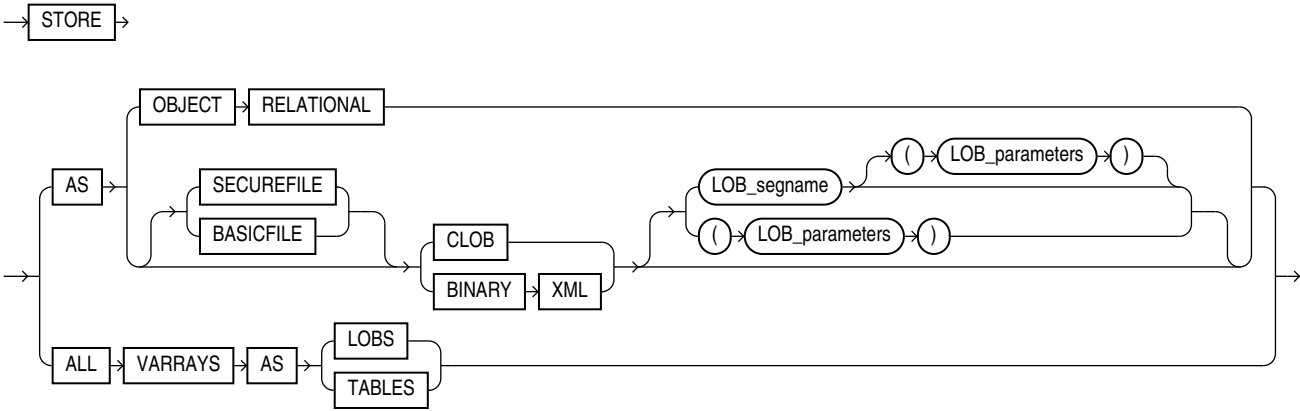 STORE
OBJECT RELATIONAL
( LOB_parameters )
AS SECUREFILE LOB_segname
BASICFILE ( LOB_parameters )
CLOB
BINARY XML
LOBS
ALL VARRAYS AS
TABLES